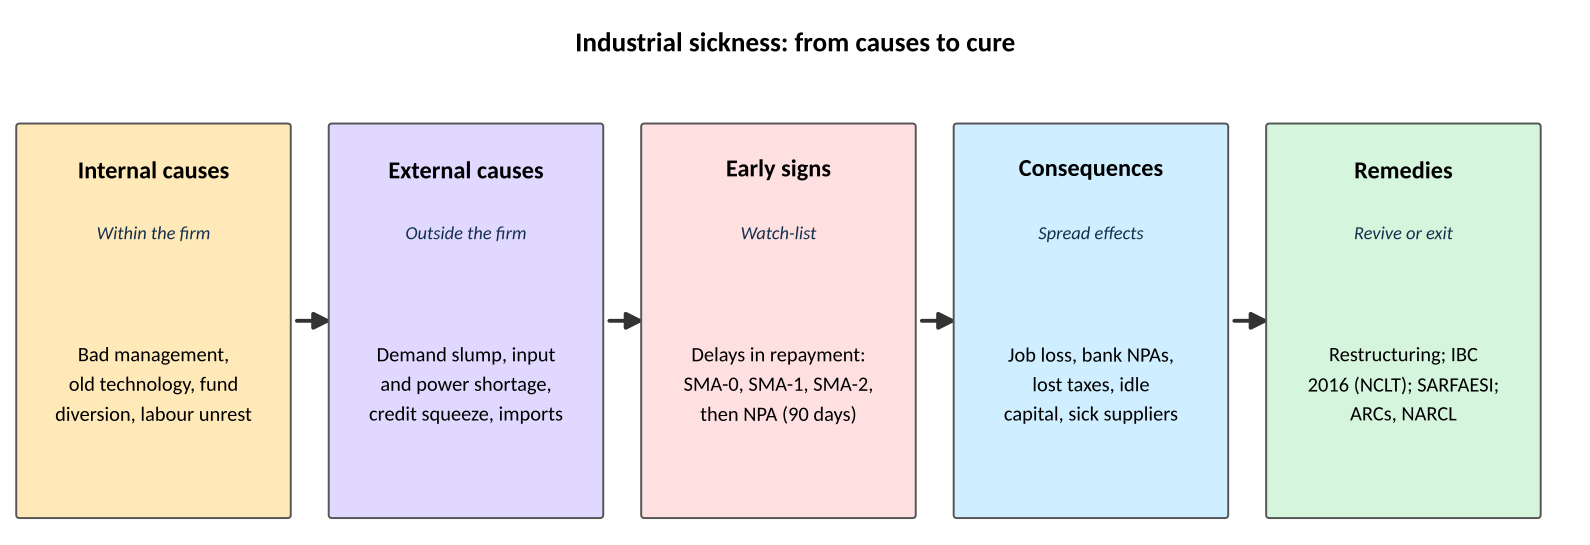 Industrial sickness: from causes to cure
Internal causes
Within the firm
Bad management,
old technology, fund
diversion, labour unrest
External causes
Outside the firm
Demand slump, input
and power shortage,
credit squeeze, imports
Early signs
Watch-list
Delays in repayment:
SMA-0, SMA-1, SMA-2,
then NPA (90 days)
Consequences
Spread effects
Job loss, bank NPAs,
lost taxes, idle
capital, sick suppliers
Remedies
Revive or exit
Restructuring; IBC
2016 (NCLT); SARFAESI;
ARCs, NARCL